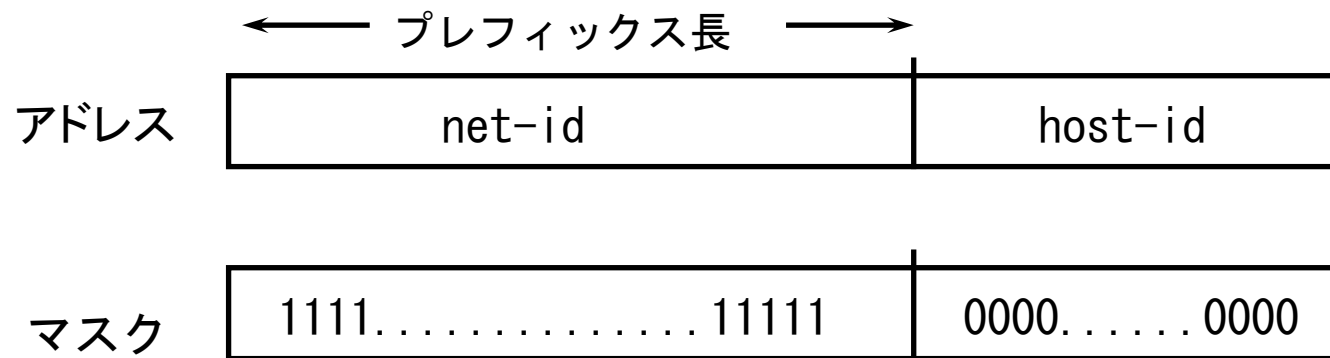 プレフィックス長
アドレス net-id host-id
マスク 1111..............11111 0000......0000